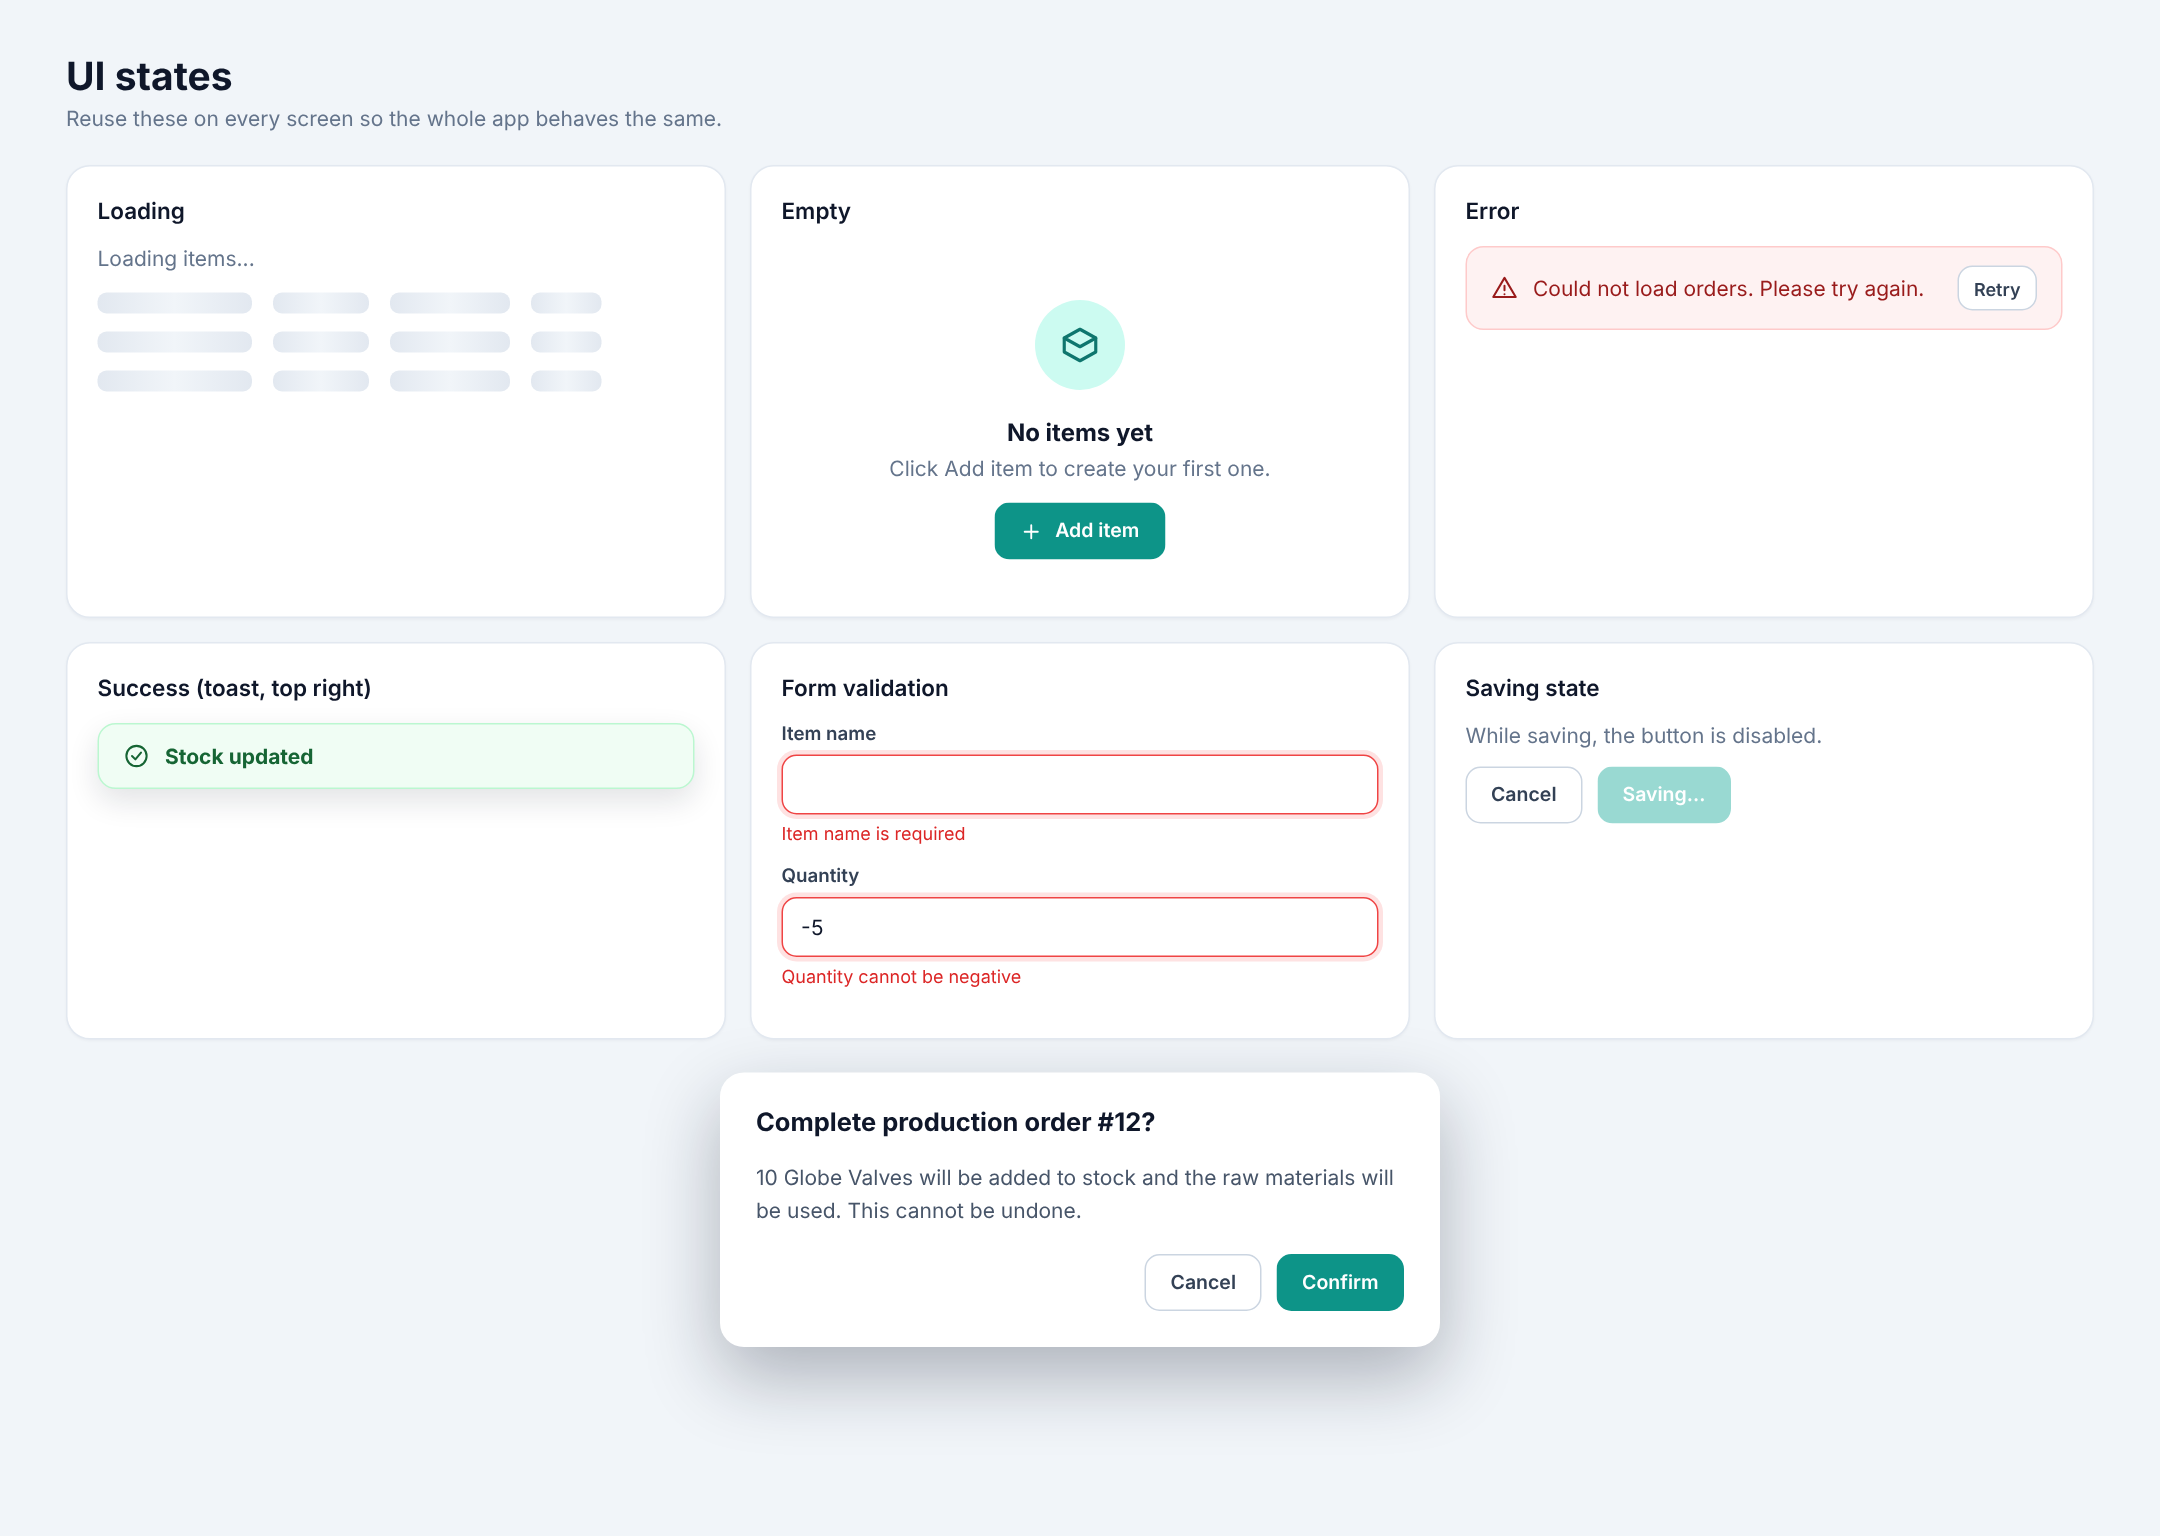 UI states
Reuse these on every screen so the whole app behaves the same.
Loading
Loading items...
Empty
No items yet
Click Add item to create your first one.
+ Add item
Error
Could not load orders. Please try again.
Retry
Success (toast, top right)
Stock updated
Form validation
Item name
Item name is required
Quantity
-5
Quantity cannot be negative
Saving state
While saving, the button is disabled.
Cancel
Saving...
Complete production order #12?
10 Globe Valves will be added to stock and the raw materials will
be used. This cannot be undone.
Cancel
Confirm